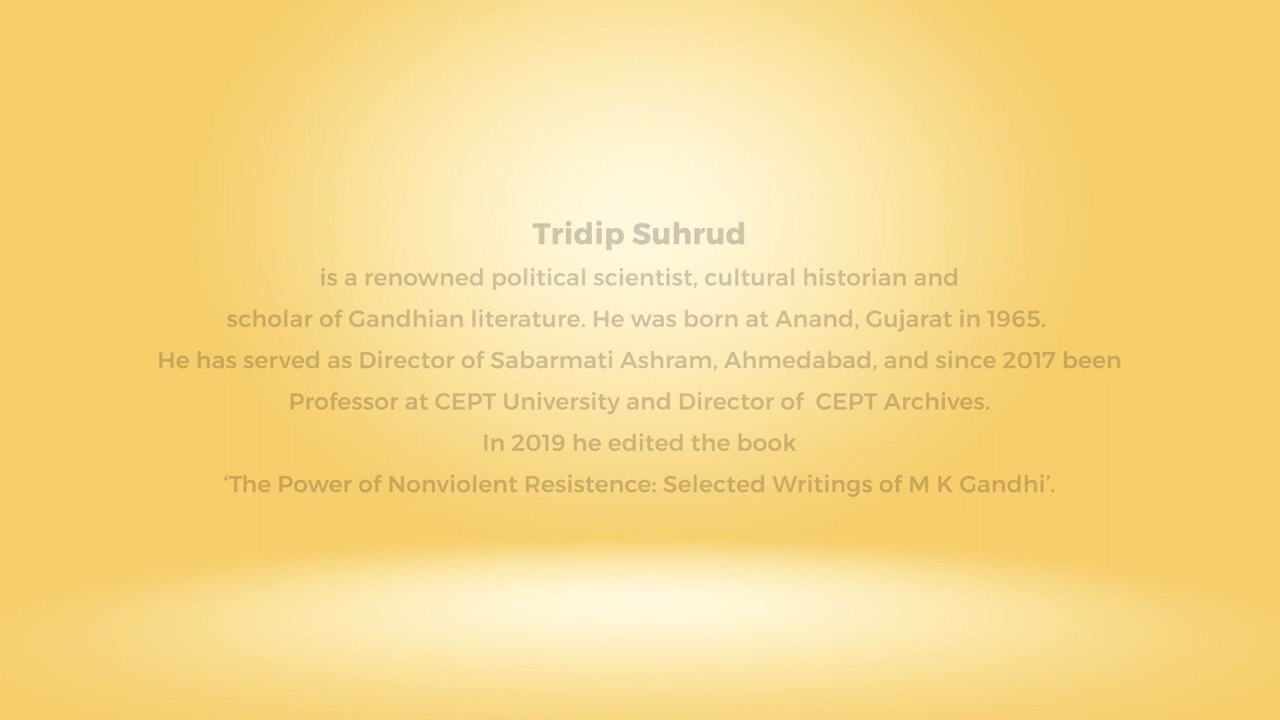 Tridip Suhrud
is a renowned political scientist, cultural historian and
scholar of Gandhian literature. He was born at Anand, Gujarat in 1965.
He has served as Director of Sabarmati Ashram, Ahmedabad, and since 2017 been
Professor at CEPT University and Director of  CEPT Archives.
In 2019 he edited the book
‘The Power of Nonviolent Resistence: Selected Writings of M K Gandhi’.